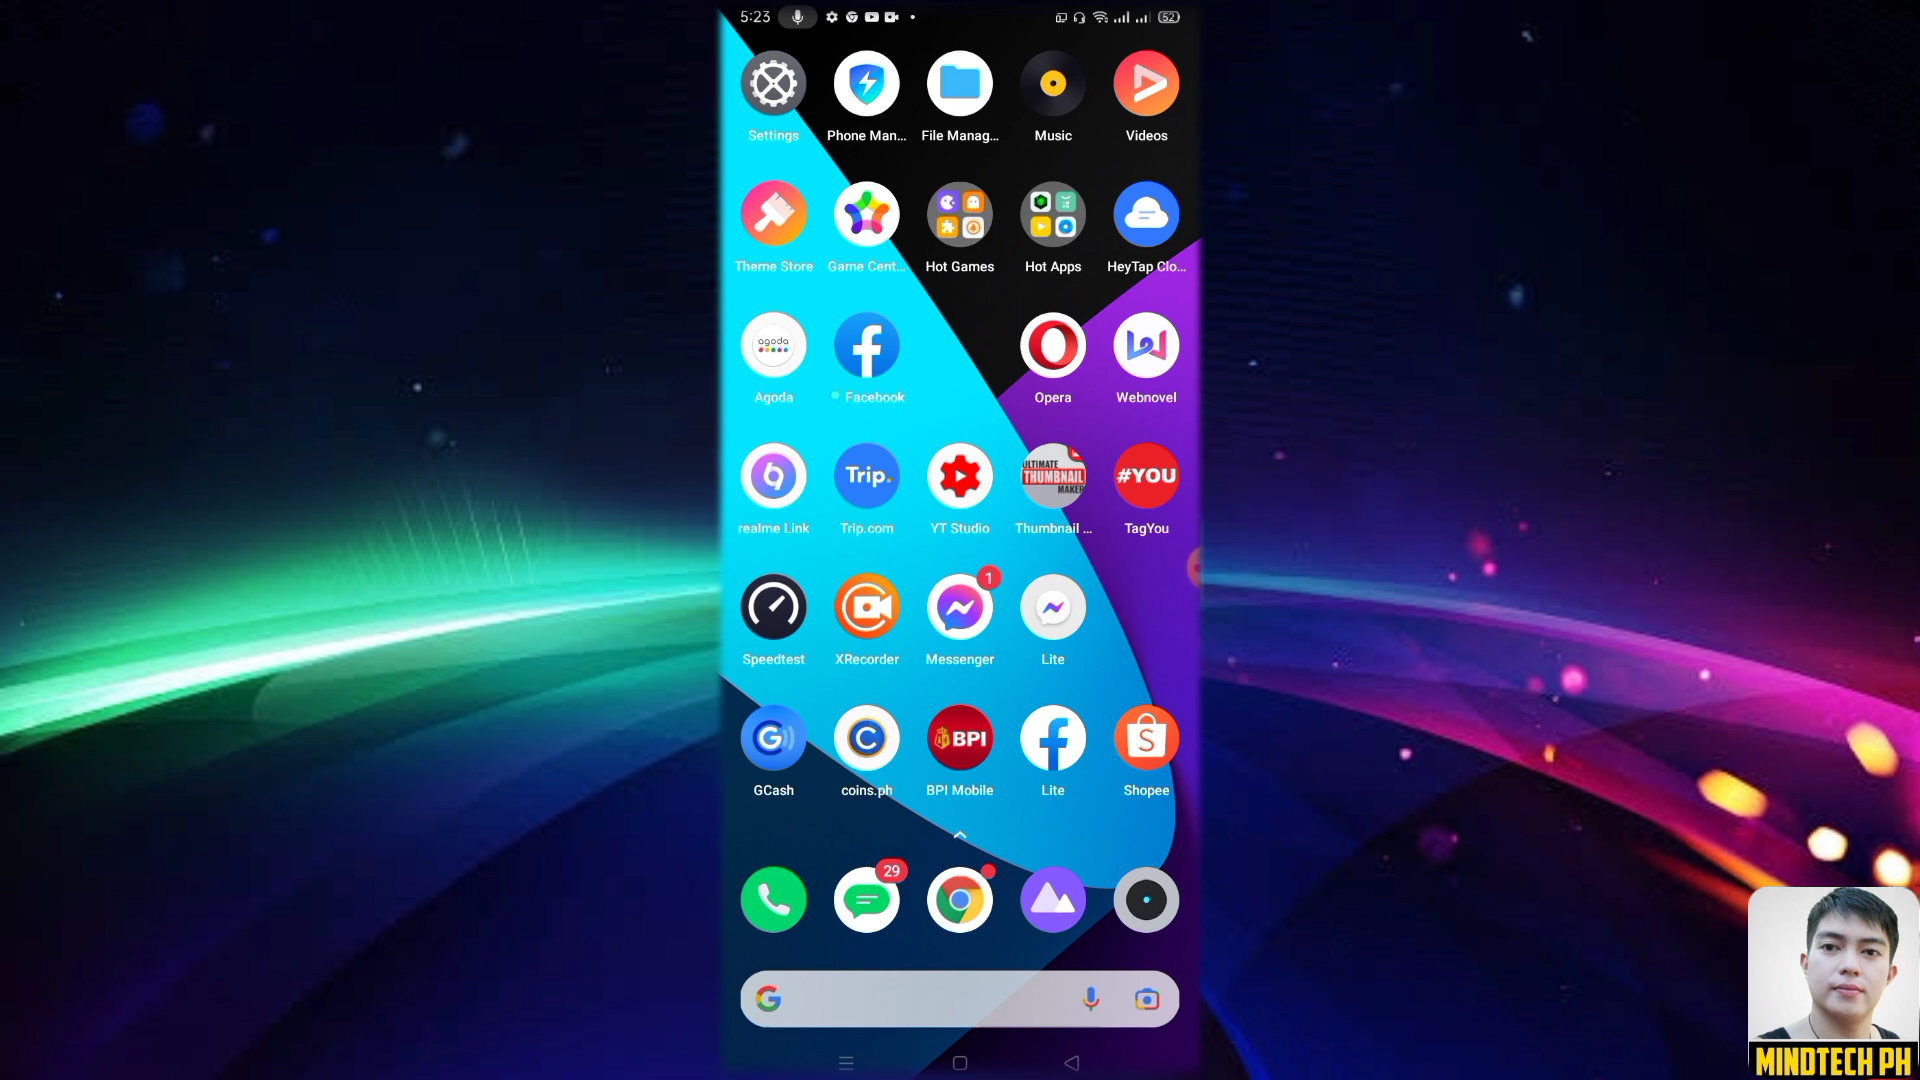 5:23 52
Settings Phone Man... File Manag... Music Videos
Theme Store Game Cent... Hot Games Hot Apps HeyTap Clo...
agoda
Agoda Facebook Opera Webnovel
Trip. ULTIMATE THUMBNAIL MAKER #YOU
realme Link Trip.com YT Studio Thumbnail ... TagYou
1
Speedtest XRecorder Messenger Lite
G C BPI S
GCash coins.ph BPI Mobile Lite Shopee
29
G
MINDTECH PH